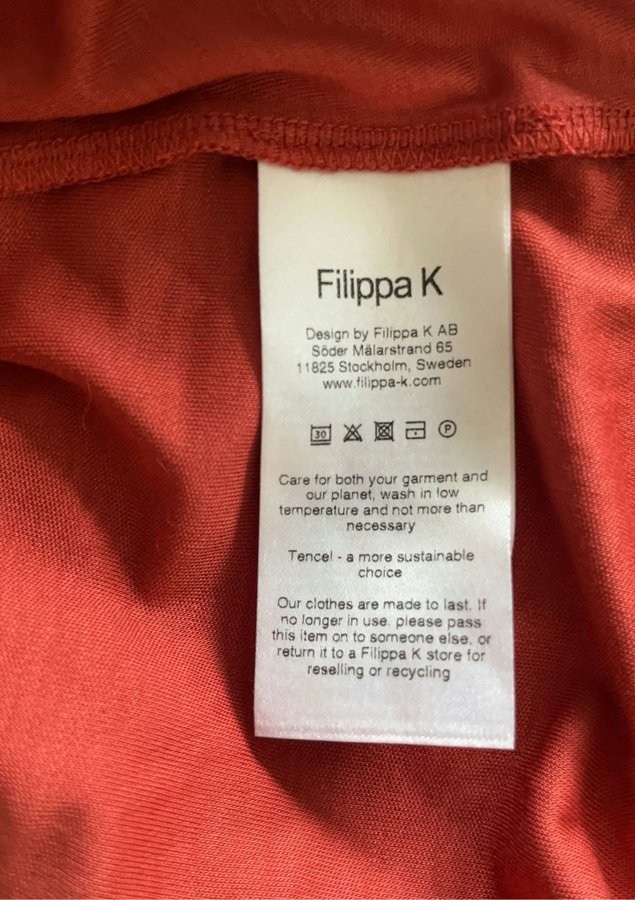 Filippa K
Design by Filippa K AB
Söder Mälarstrand 65
11825 Stockholm, Sweden
www.filippa-k.com
30 P
Care for both your garment and
our planet, wash in low
temperature and not more than
necessary
Tencel - a more sustainable
choice
Our clothes are made to last. If
no longer in use, please pass
this item on to someone else, or
return it to a Filippa K store for
reselling or recycling